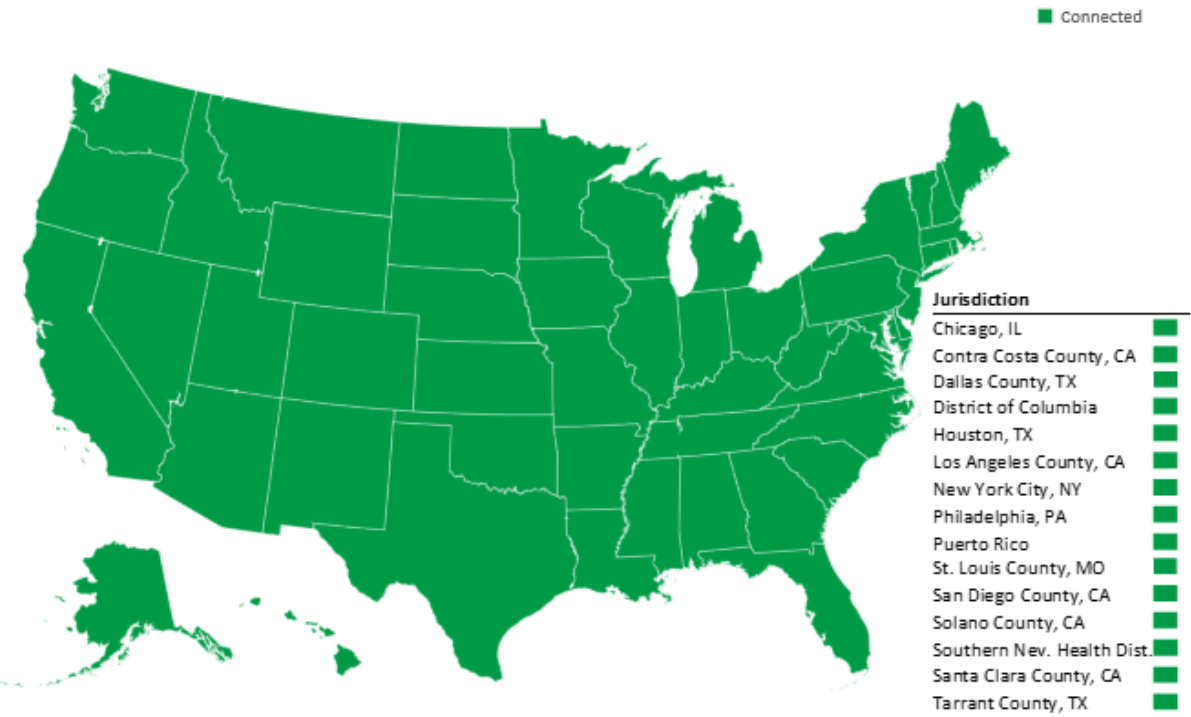 Connected
Jurisdiction
Chicago, IL
Contra Costa County, CA
Dallas County, TX
District of Columbia
Houston, TX
Los Angeles County, CA
New York City, NY
Philadelphia, PA
Puerto Rico
St. Louis County, MO
San Diego County, CA
Solano County, CA
Southern Nev. Health Dist.
Santa Clara County, CA
Tarrant County, TX